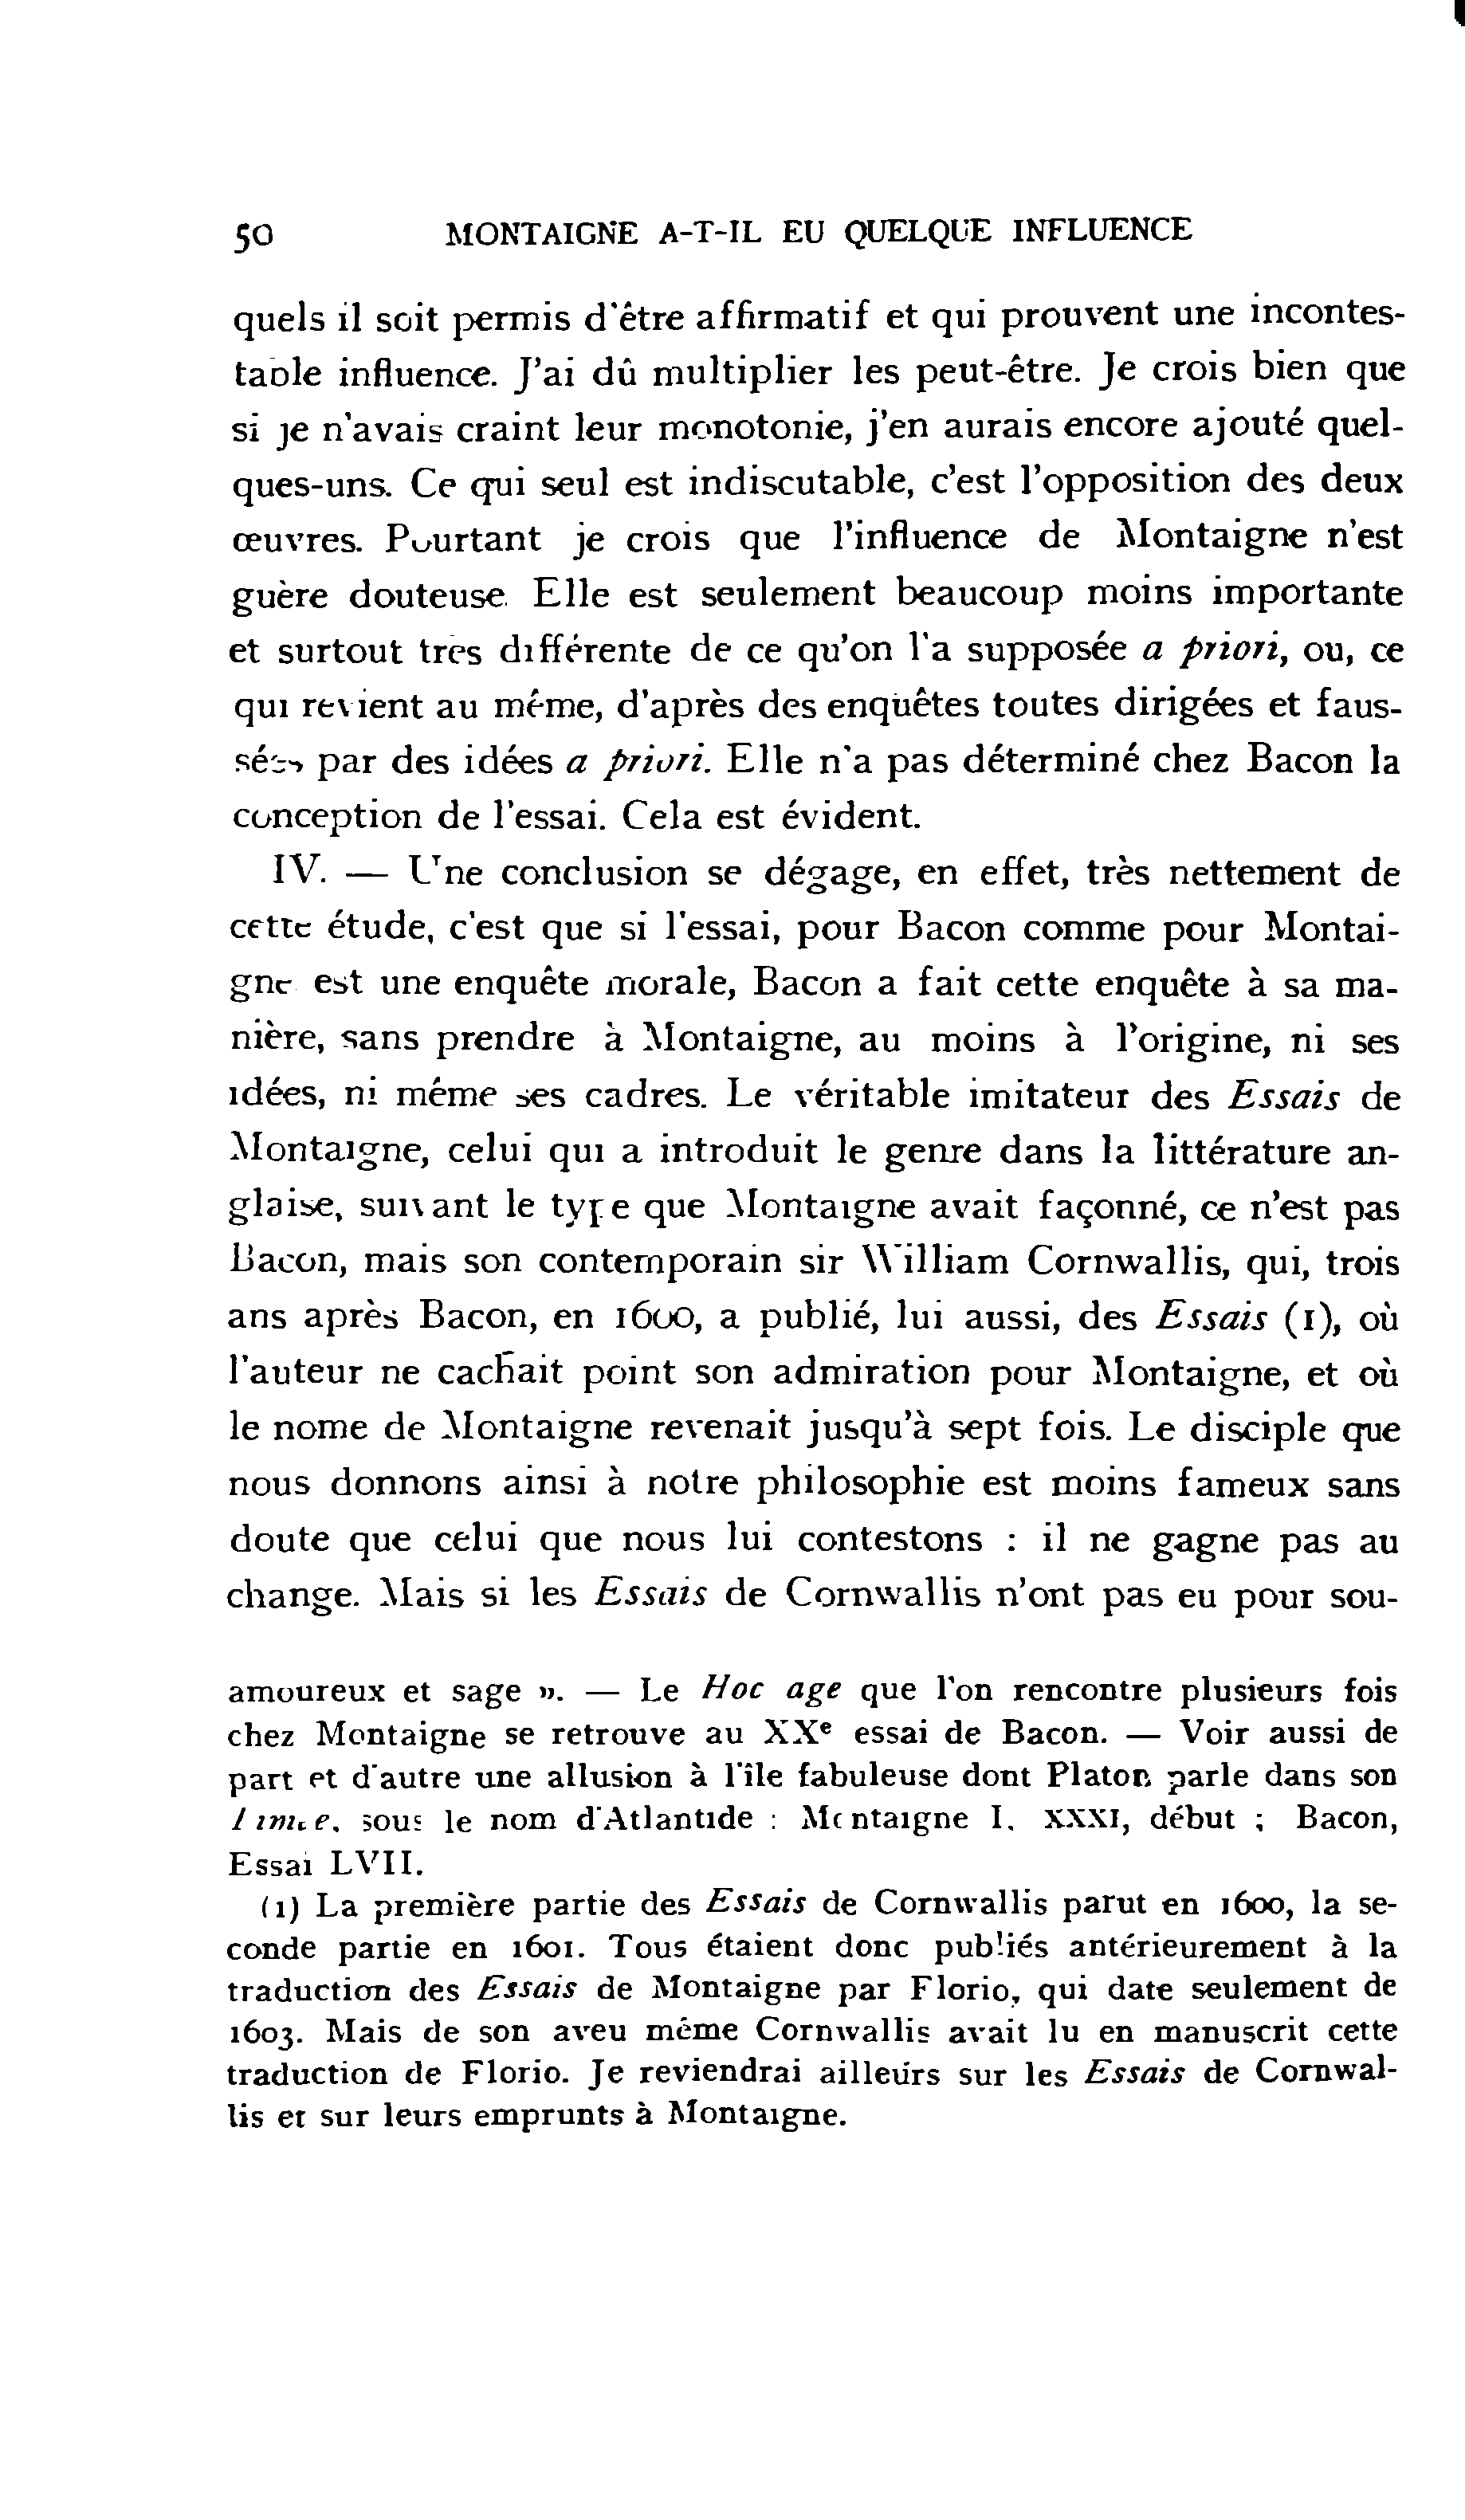 50 MONTAIGNE A-T-IL EU QUELQUE INFLUENCE
quels il soit permis d'être affirmatif et qui prouvent une incontes-
table influence. J'ai dû multiplier les peut-être. Je crois bien que
si je n'avais craint leur monotonie, j'en aurais encore ajouté quel-
ques-uns. Ce qui seul est indiscutable, c'est l'opposition des deux
œuvres. Pourtant je crois que l'influence de Montaigne n'est
guère douteuse. Elle est seulement beaucoup moins importante
et surtout très différente de ce qu'on l'a supposée a priori, ou, ce
qui revient au même, d'après des enquêtes toutes dirigées et faus-
sées par des idées a priori. Elle n'a pas déterminé chez Bacon la
conception de l'essai. Cela est évident.
IV. — Une conclusion se dégage, en effet, très nettement de
cette étude, c'est que si l'essai, pour Bacon comme pour Montai-
gne est une enquête morale, Bacon a fait cette enquête à sa ma-
nière, sans prendre à Montaigne, au moins à l'origine, ni ses
idées, ni même ses cadres. Le véritable imitateur des Essais de
Montaigne, celui qui a introduit le genre dans la littérature an-
glaise, suivant le type que Montaigne avait façonné, ce n'est pas
Bacon, mais son contemporain sir William Cornwallis, qui, trois
ans après Bacon, en 1600, a publié, lui aussi, des Essais (1), où
l'auteur ne cachait point son admiration pour Montaigne, et où
le nome de Montaigne revenait jusqu'à sept fois. Le disciple que
nous donnons ainsi à notre philosophie est moins fameux sans
doute que celui que nous lui contestons : il ne gagne pas au
change. Mais si les Essais de Cornwallis n'ont pas eu pour sou-
amoureux et sage ». — Le Hoc age que l'on rencontre plusieurs fois
chez Montaigne se retrouve au XXe essai de Bacon. — Voir aussi de
part et d'autre une allusion à l'île fabuleuse dont Platon parle dans son
Timée, sous le nom d'Atlantide : Montaigne I, XXXI, début ; Bacon,
Essai LVII.
(1) La première partie des Essais de Cornwallis parut en 1600, la se-
conde partie en 1601. Tous étaient donc publiés antérieurement à la
traduction des Essais de Montaigne par Florio, qui date seulement de
1603. Mais de son aveu même Cornwallis avait lu en manuscrit cette
traduction de Florio. Je reviendrai ailleurs sur les Essais de Cornwal-
lis et sur leurs emprunts à Montaigne.